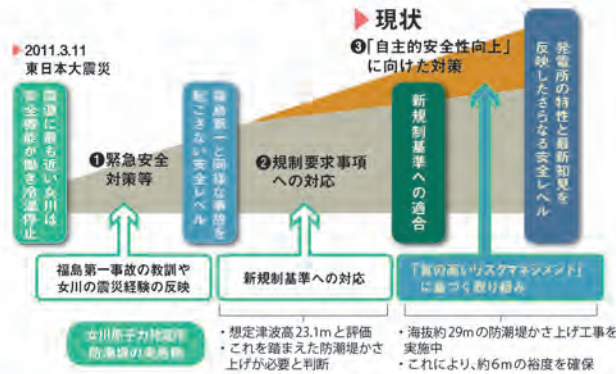 ▶2011.3.11
東日本大震災
震源に最も近い女川は
安全機能が働き冷温停止
❶緊急安全
対策等
福島第一と同様な事故を
起こさない安全レベル
❷規制要求事項
への対応
▶現状
❸「自主的安全性向上」
に向けた対策
新規制基準への適合
発電所の特性と最新知見を
反映したさらなる安全レベル
福島第一事故の教訓や
女川の震災経験の反映
新規制基準への対応
「質の高いリスクマネジメント」
に基づく取り組み
女川原子力発電所
防潮堤の
・想定津波高23.1mと評価
・これを踏まえた防潮堤かさ
上げが必要と判断
・海抜約29mの防潮堤かさ上げ工事を
実施中
・これにより、約6mの裕度を確保